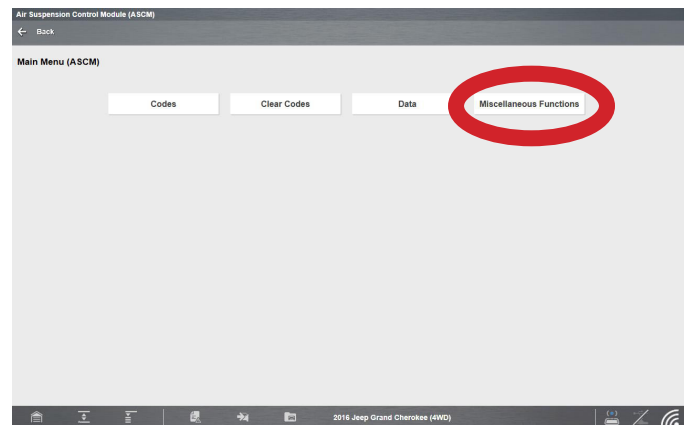 Air Suspension Control Module (ASCM)
Back
Main Menu (ASCM)
Codes
Clear Codes
Data
Miscellaneous Functions
2016 Jeep Grand Cherokee (4WD)